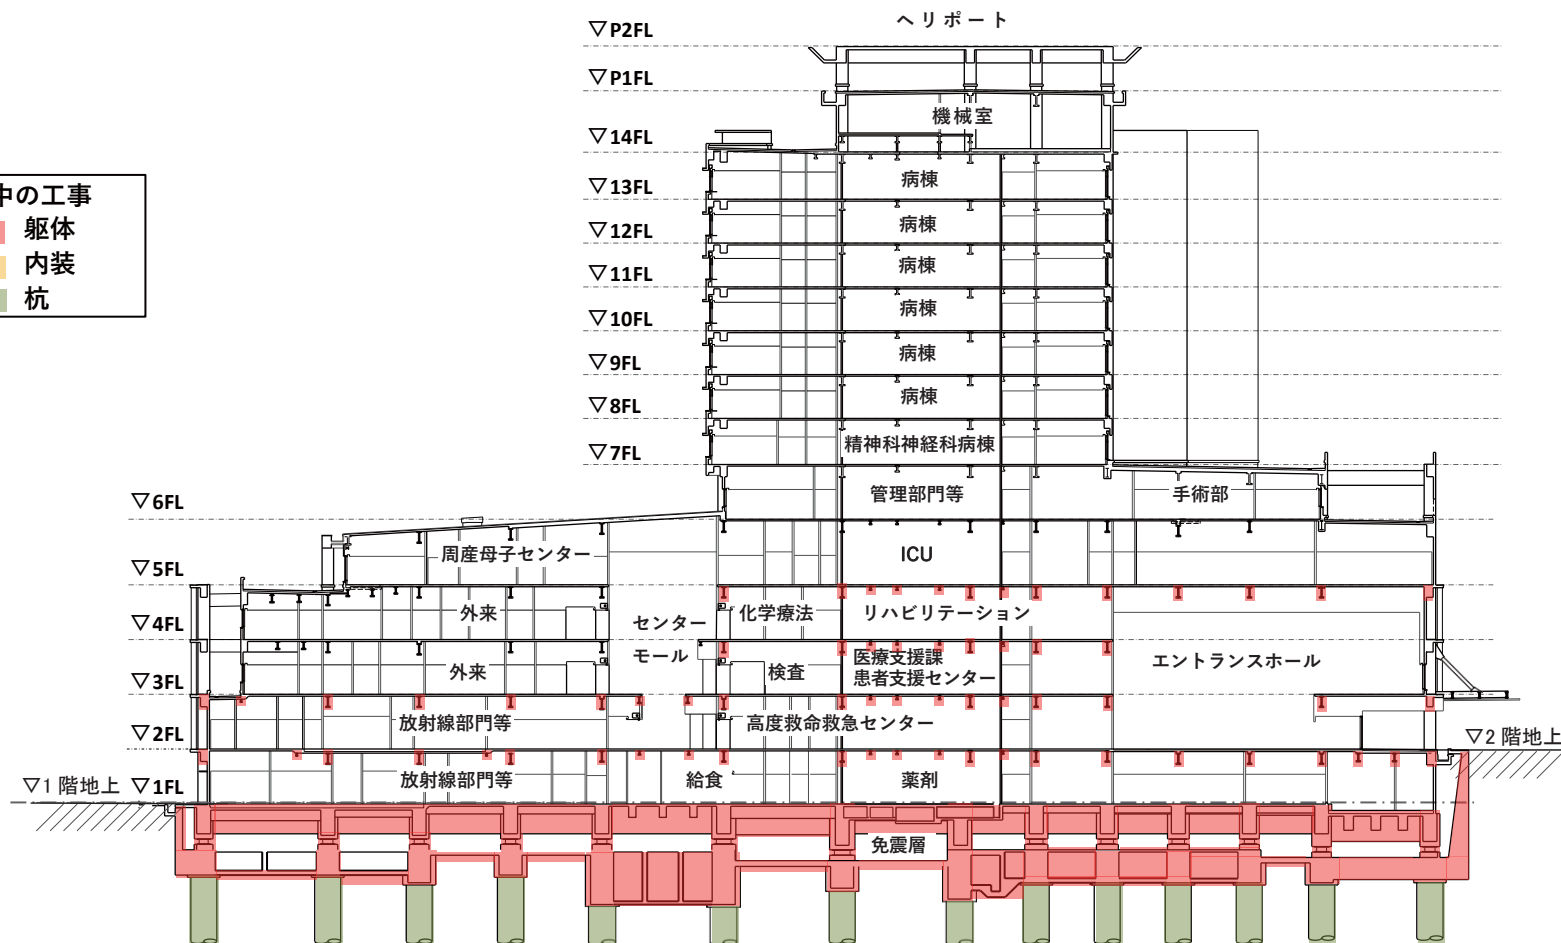 ヘリポート
▽P2FL
▽P1FL
機械室
▽14FL
中の工事
躯体
内装
杭
病棟
▽13FL
病棟
▽12FL
病棟
▽11FL
病棟
▽10FL
病棟
▽9FL
病棟
▽8FL
精神科神経科病棟
▽7FL
管理部門等
手術部
▽6FL
周産母子センター
ICU
▽5FL
外来
センター
モール
化学療法
リハビリテーション
▽4FL
外来
検査
医療支援課
患者支援センター
エントランスホール
▽3FL
放射線部門等
高度救命救急センター
▽2FL
▽2 階地上
放射線部門等
給食
薬剤
▽1 階地上
▽1FL
免震層